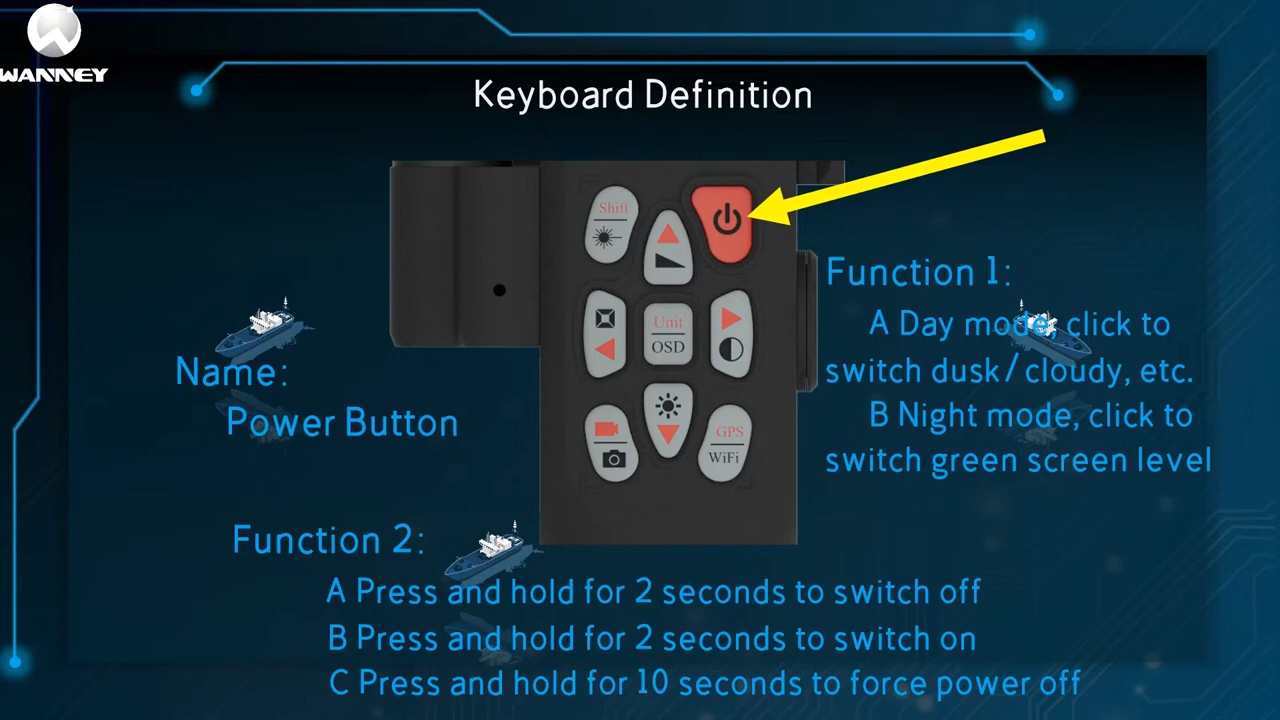 WANNEY
Keyboard Definition
Shift
Unit
OSD
GPS
WiFi
Name:
Power Button
Function 1:
A Day mode, click to
switch dusk/cloudy, etc.
B Night mode, click to
switch green screen level
Function 2:
A Press and hold for 2 seconds to switch off
B Press and hold for 2 seconds to switch on
C Press and hold for 10 seconds to force power off